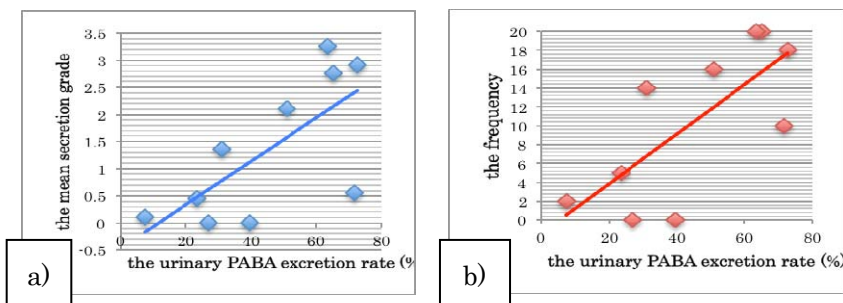 3.5
3
2.5
2
1.5
1
0.5
0
-0.5
0 20 40 60 80
the mean secretion grade
the urinary PABA excretion rate (%
a)
20
18
16
14
12
10
8
6
4
2
0
0 20 40 60 80
the frequency
the urinary PABA excretion rate (%)
b)